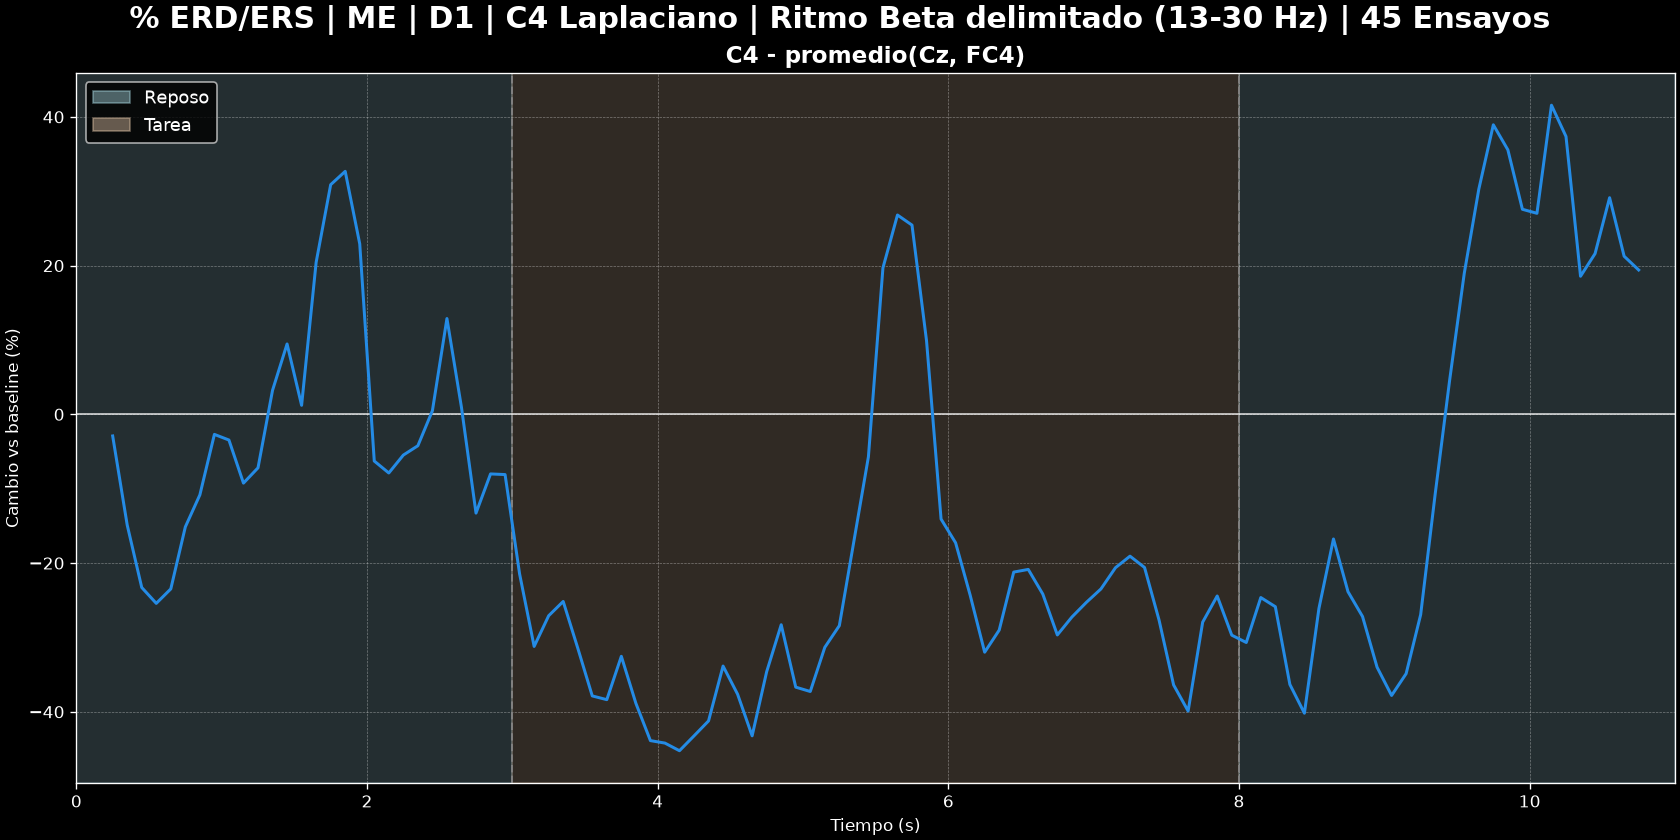 % ERD/ERS | ME | D1 | C4 Laplaciano | Ritmo Beta delimitado (13-30 Hz) | 45 Ensayos
C4 - promedio(Cz, FC4)
Reposo
Tarea
Cambio vs baseline (%)
40
20
0
−20
−40
0 2 4 6 8 10
Tiempo (s)